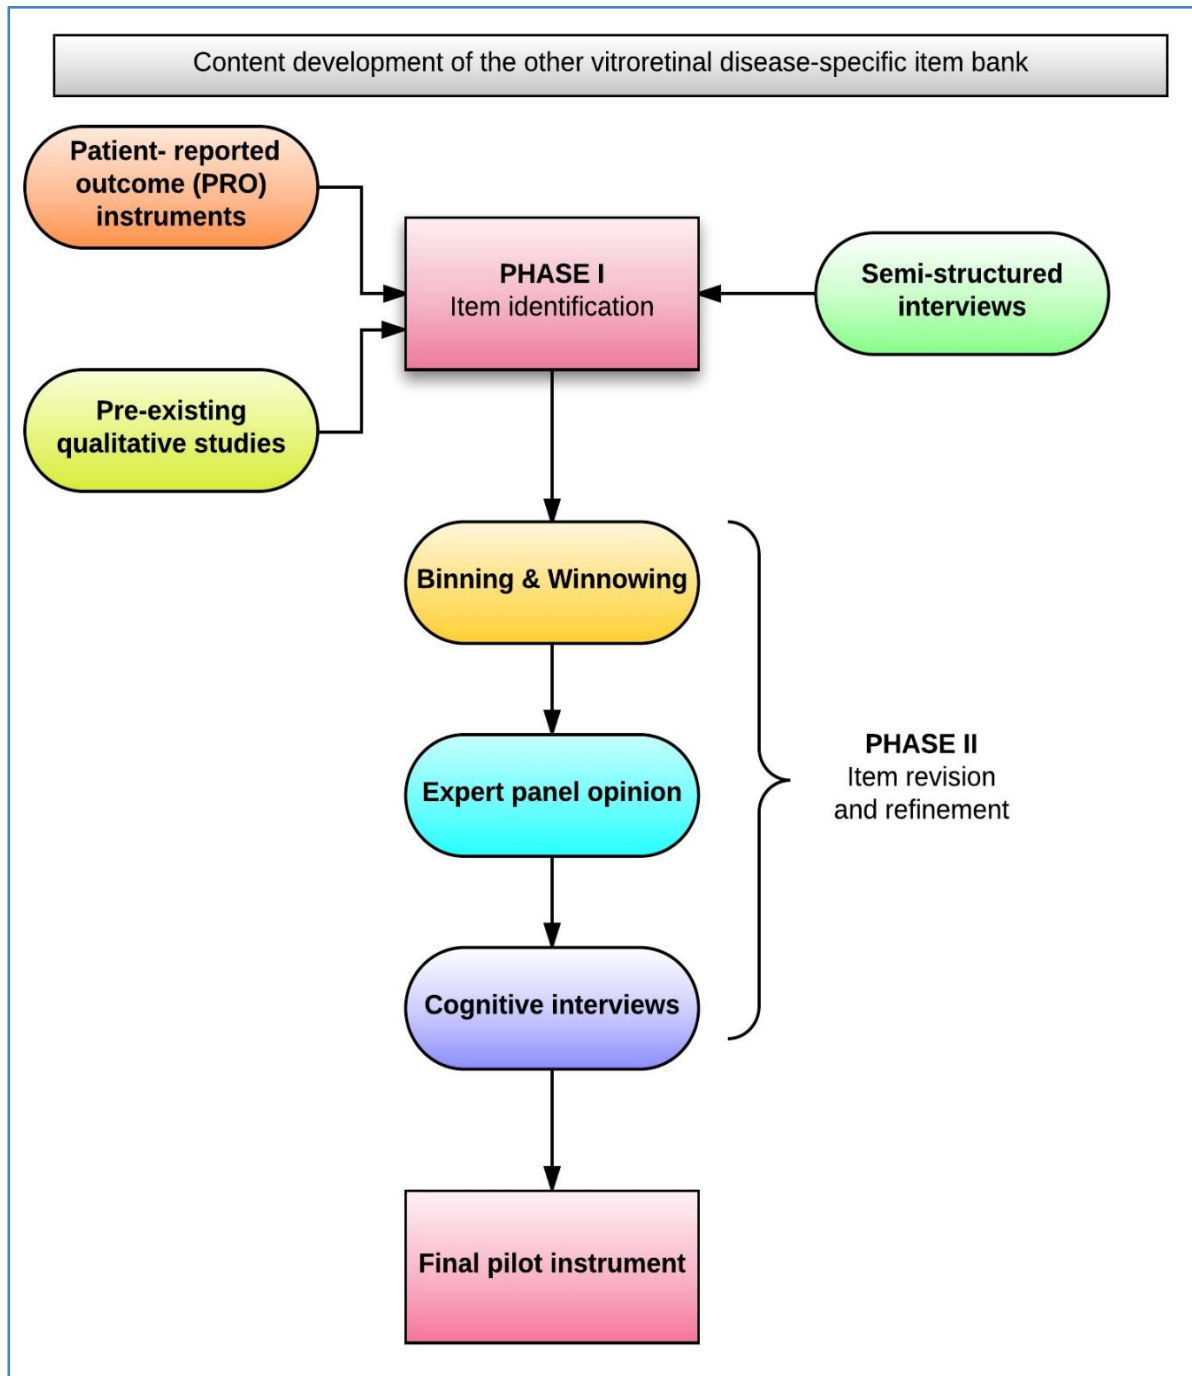 Content development of the other vitroretinal disease-specific item bank
Patient- reported
outcome (PRO)
instruments
PHASE I
Item identification
Semi-structured
interviews
Pre-existing
qualitative studies
Binning & Winnowing
Expert panel opinion
PHASE II
Item revision
and refinement
Cognitive interviews
Final pilot instrument